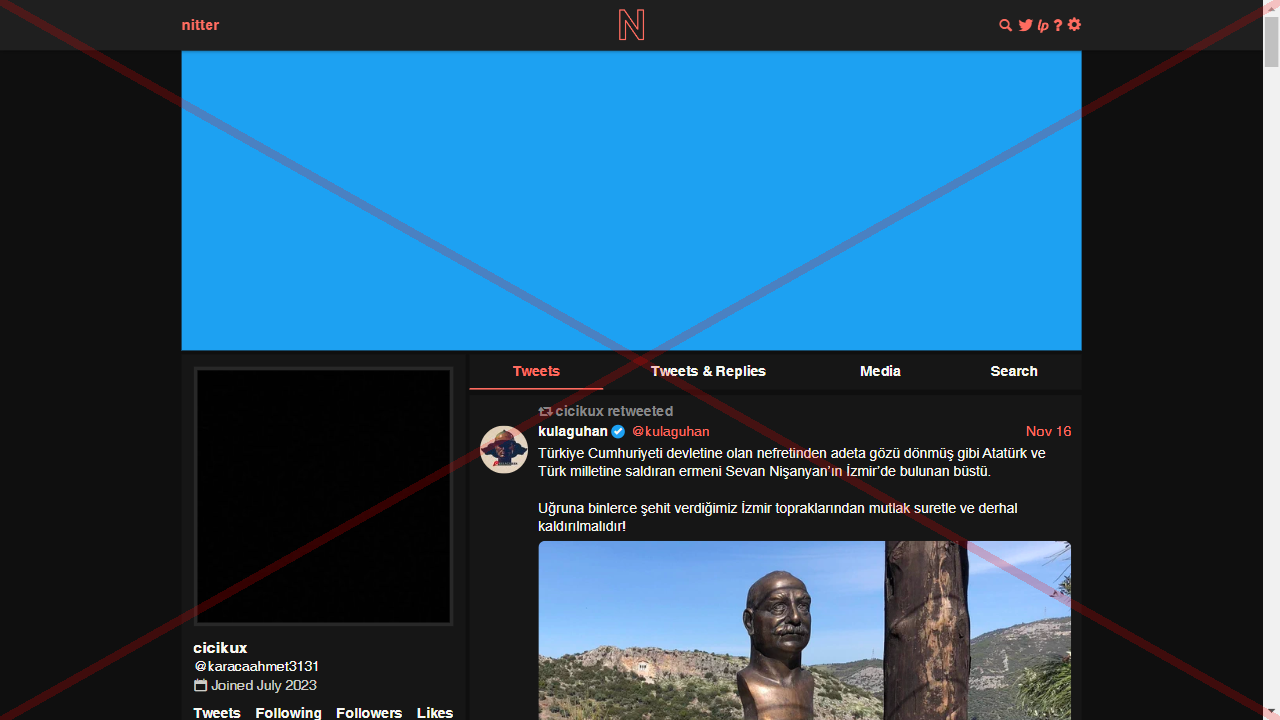 nitter
N
lp ?
Tweets
Tweets & Replies
Media
Search
cicikux retweeted
kulaguhan @kulaguhan Nov 16
Türkiye Cumhuriyeti devletine olan nefretinden adeta gözü dönmüş gibi Atatürk ve
Türk milletine saldıran ermeni Sevan Nişanyan’ın İzmir’de bulunan büstü.
Uğruna binlerce şehit verdiğimiz İzmir topraklarından mutlak suretle ve derhal
kaldırılmalıdır!
cicikux
@karacaahmet3131
Joined July 2023
Tweets Following Followers Likes